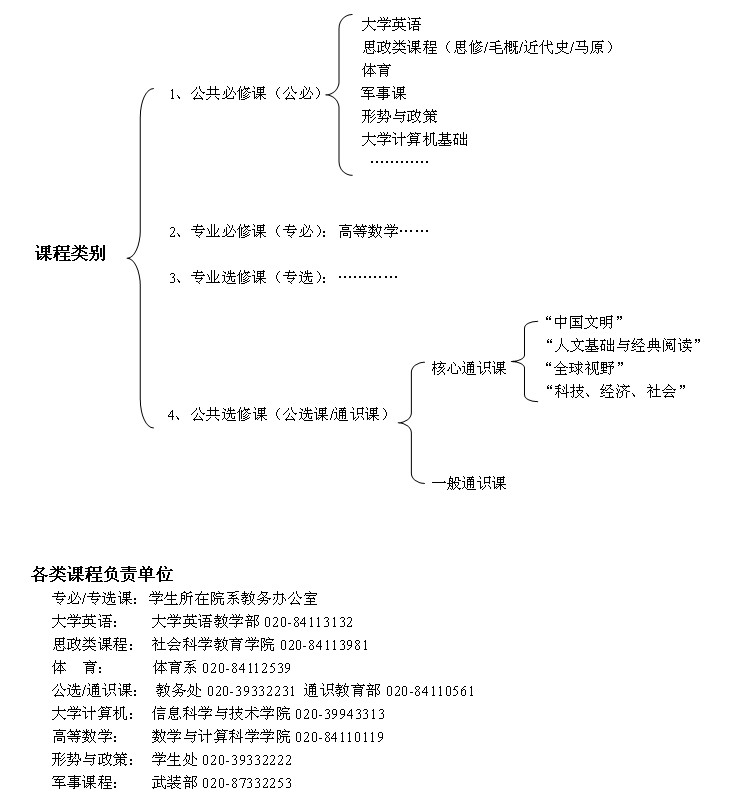 大学英语
思政类课程（思修/毛概/近代史/马原）
体育
1、公共必修课（公必）
军事课
形势与政策
大学计算机基础
…………
2、专业必修课（专必）：高等数学……
课程类别
3、专业选修课（专选）：…………
“中国文明”
“人文基础与经典阅读”
核心通识课
“全球视野”
“科技、经济、社会”
4、公共选修课（公选课/通识课）
一般通识课
各类课程负责单位
专必/专选课：学生所在院系教务办公室
大学英语： 大学英语教学部 020-84113132
思政类课程： 社会科学教育学院 020-84113981
体 育： 体育系 020-84112539
公选/通识课： 教务处 020-39332231 通识教育部 020-84110561
大学计算机： 信息科学与技术学院 020-39943313
高等数学： 数学与计算科学学院 020-84110119
形势与政策： 学生处 020-39332222
军事课程： 武装部 020-87332253